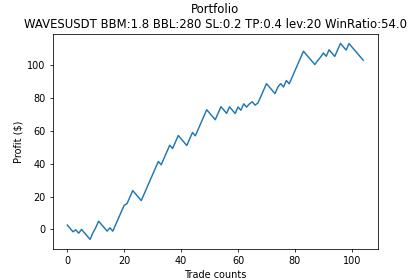 Portfolio
WAVESUSDT BBM:1.8 BBL:280 SL:0.2 TP:0.4 lev:20 WinRatio:54.0
Profit ($)
100
80
60
40
20
0
0 20 40 60 80 100
Trade counts